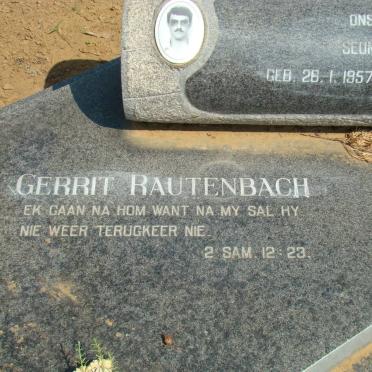 ONS
SEUN
GEB. 26. 1. 1957
GERRIT RAUTENBACH
EK GAAN NA HOM WANT NA MY SAL HY
NIE WEER TERUGKEER NIE.
2 SAM. 12 : 23.